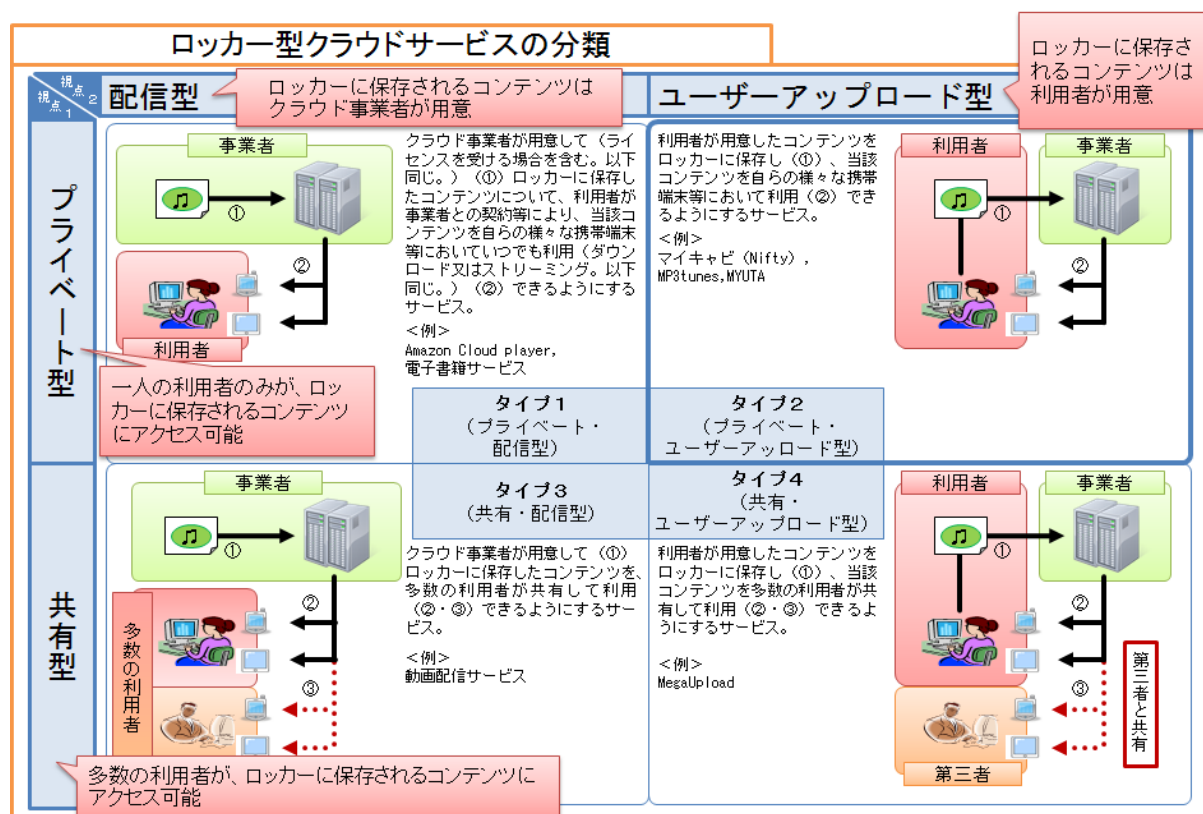 ロッカー型クラウドサービスの分類
ロッカーに保存さ
れるコンテンツは
利用者が用意
視点2
視点1
配信型
ロッカーに保存されるコンテンツは
クラウド事業者が用意
ユーザーアップロード型
プライベート型
事業者
①
②
利用者
クラウド事業者が用意して（ライ
センスを受ける場合を含む。以下
同じ。）（①）ロッカーに保存し
たコンテンツについて、利用者が
事業者との契約等により、当該コ
ンテンツを自らの様々な携帯端末
等においていつでも利用（ダウン
ロード又はストリーミング。以下
同じ。）（②）できるようにする
サービス。
＜例＞
Amazon Cloud player,
電子書籍サービス
利用者が用意したコンテンツを
ロッカーに保存し（①）、当該
コンテンツを自らの様々な携帯
端末等において利用（②）でき
るようにするサービス。
＜例＞
マイキャビ（Nifty）,
MP3tunes,MYUTA
利用者
事業者
①
②
一人の利用者のみが、ロッ
カーに保存されるコンテンツ
にアクセス可能
タイプ1
（プライベート・
配信型）
タイプ2
（プライベート・
ユーザーアッロード型）
タイプ3
（共有・配信型）
タイプ4
（共有・
ユーザーアップロード型）
共有型
事業者
①
②
③
多数の利用者
クラウド事業者が用意して（①）
ロッカーに保存したコンテンツを、
多数の利用者が共有して利用
（②・③）できるようにするサー
ビス。
＜例＞
動画配信サービス
利用者が用意したコンテンツを
ロッカーに保存し（①）、当該
コンテンツを多数の利用者が共
有して利用（②・③）できるよ
うにするサービス。
＜例＞
MegaUpload
利用者
事業者
①
②
③
第三者と共有
第三者
多数の利用者が、ロッカーに保存されるコンテンツに
アクセス可能